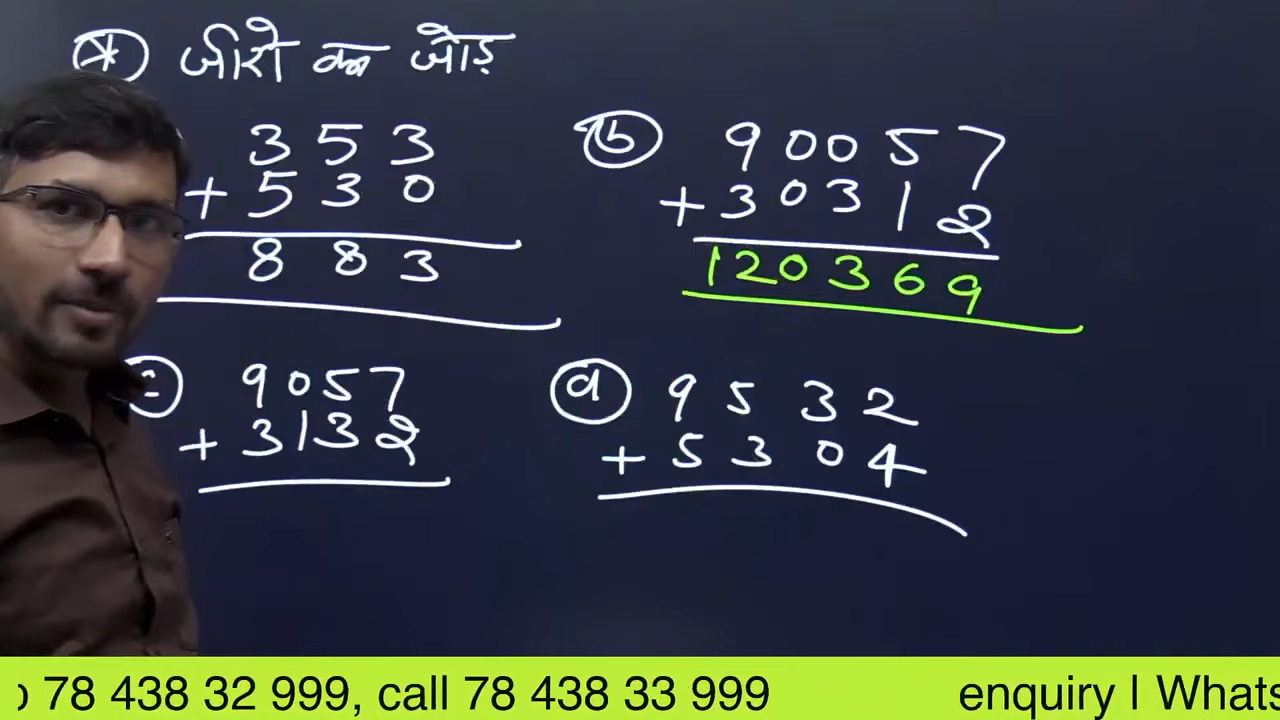 * जीरो का जोड़
353
+ 530
883
b 90057
+ 30312
120369
c 9057
+ 3132
d 9532
+ 5304
78 438 32 999, call 78 438 33 999 enquiry | Whats